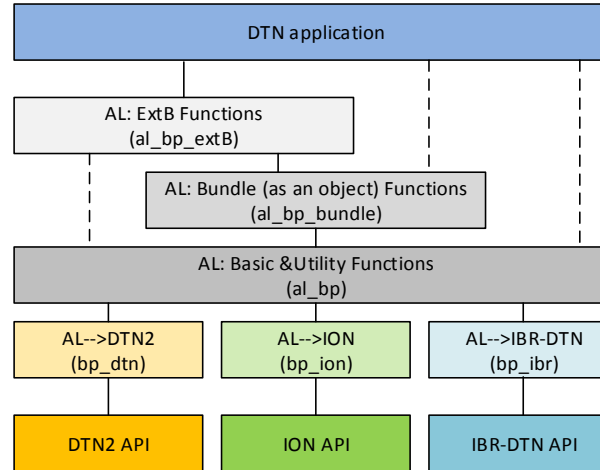 DTN application
AL: ExtB Functions
(al_bp_extB)
AL: Bundle (as an object) Functions
(al_bp_bundle)
AL: Basic &Utility Functions
(al_bp)
AL-->DTN2
(bp_dtn)
AL-->ION
(bp_ion)
AL-->IBR-DTN
(bp_ibr)
DTN2 API
ION API
IBR-DTN API